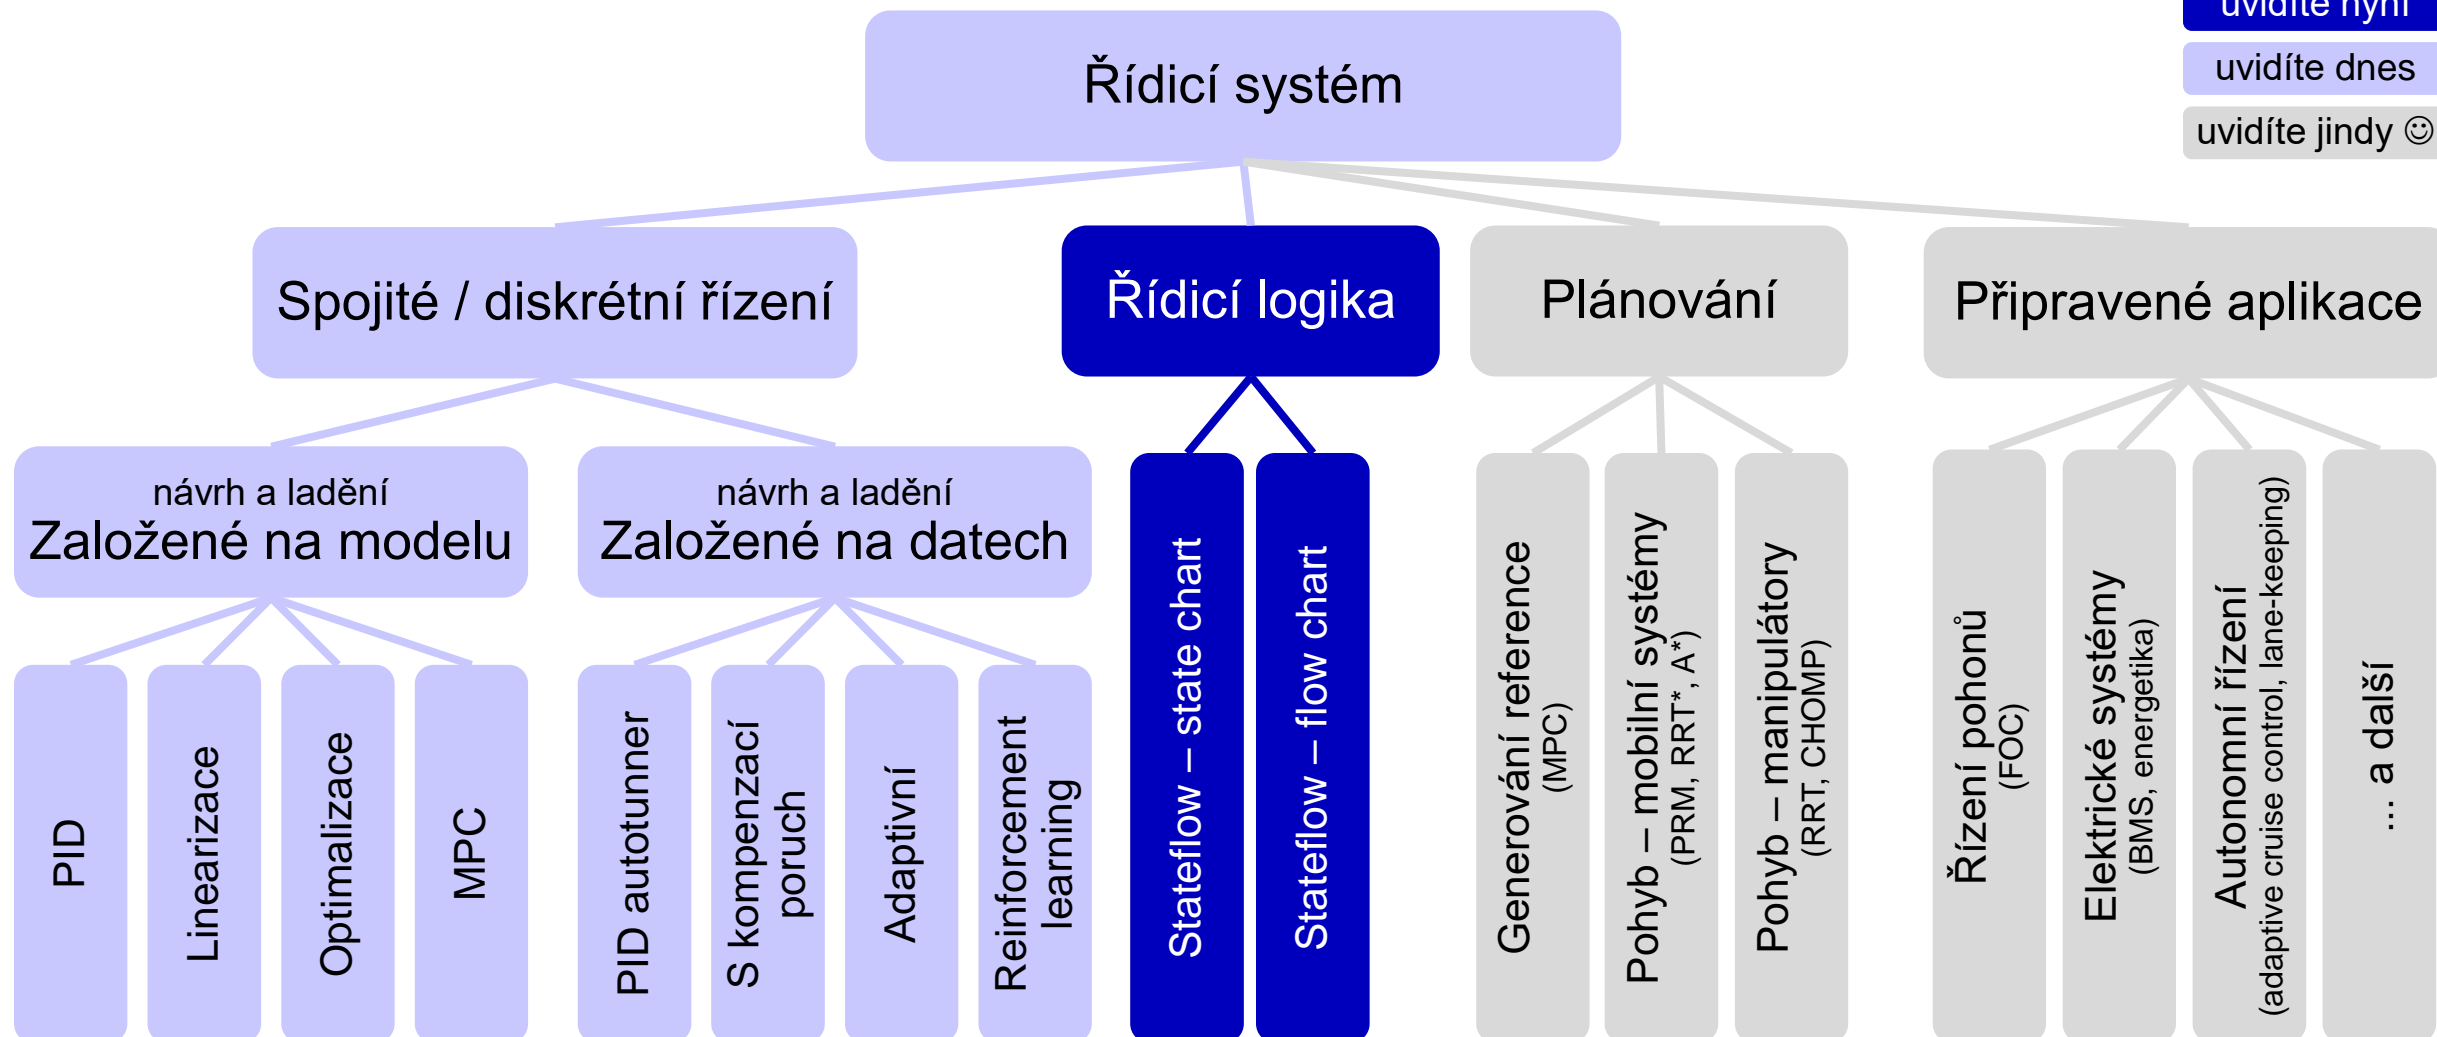 uvidíte nyní
uvidíte dnes
uvidíte jindy ☺
Řídicí systém
Spojité / diskrétní řízení
Řídicí logika
Plánování
Připravené aplikace
návrh a ladění
Založené na modelu
návrh a ladění
Založené na datech
PID
Linearizace
Optimalizace
MPC
PID autotunner
S kompenzací
poruch
Adaptivní
Reinforcement
learning
Stateflow – state chart
Stateflow – flow chart
Generování reference
(MPC)
Pohyb – mobilní systémy
(PRM, RRT*, A*)
Pohyb – manipulátory
(RRT, CHOMP)
Řízení pohonů
(FOC)
Elektrické systémy
(BMS, energetika)
Autonomní řízení
(adaptive cruise control, lane-keeping)
... a další